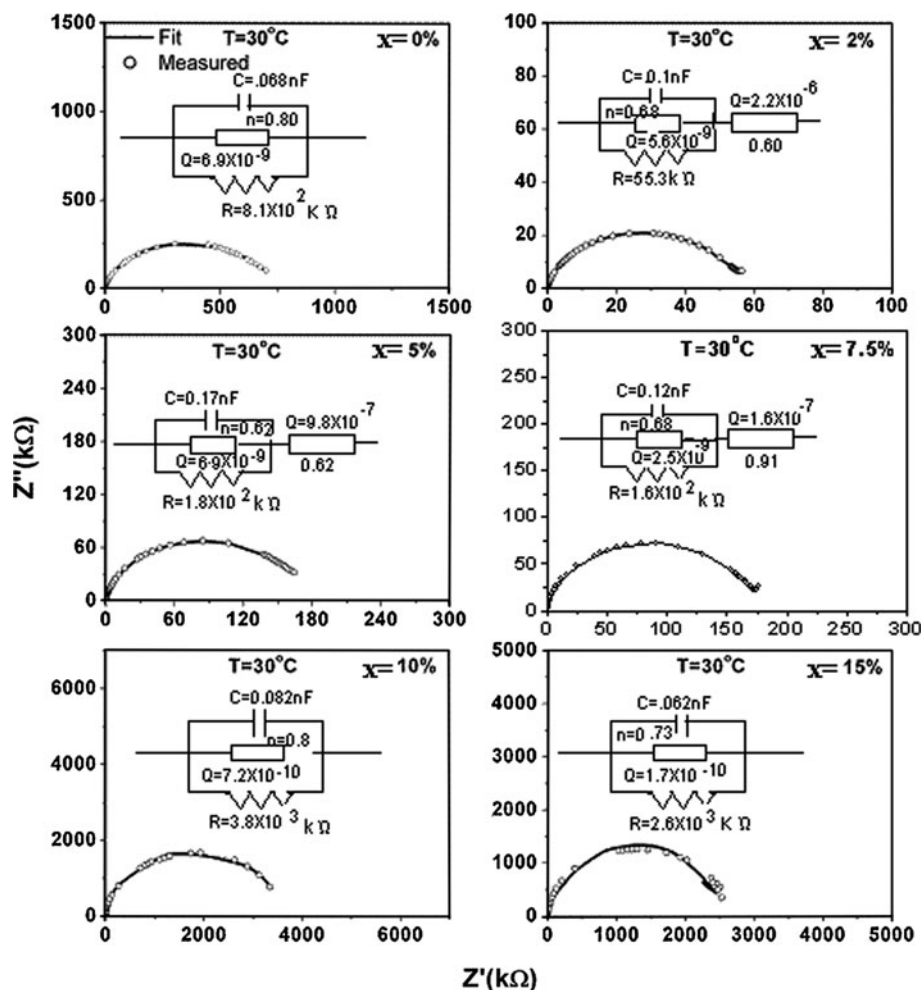 T=30°C x= 0%
Fit
Measured
C=.068nF
n=0.80
Q=6.9X10^-9
R=8.1X10^2 K Ω
1500
1000
500
250
0
0 500 1000 1500
T=30°C x= 2%
C=.0.1nF
n=0.68
Q=5.6X10^-9
R=55.3k Ω
Q=2.2X10^-6
0.60
100
80
60
40
20
0
0 20 40 60 80 100
T=30°C x= 5%
C=0.17nF
n=0.62
Q=6.9X10^-9
R=1.8X10^2 k Ω
Q=9.8X10^-7
0.62
300
240
180
120
60
0
0 60 120 180 240 300
T=30°C x= 7.5%
C=0.12nF
n=0.68
Q=2.5X10^-9
R=1.6X10^2 k Ω
Q=1.6X10^-7
0.91
300
250
200
150
100
50
0
0 50 100 150 200 250 300
T=30°C x= 10%
C=0.082nF
n=0.8
Q=7.2X10^-10
R=3.8X10^3 k Ω
6000
4000
2000
0
0 2000 4000 6000
T=30°C x= 15%
C=.062nF
n=0 .73
Q=1.7X10^-10
R=2.6X10^3 K Ω
5000
4000
3000
2000
1000
0
0 1000 2000 3000 4000 5000
Z''(kΩ)
Z'(kΩ)